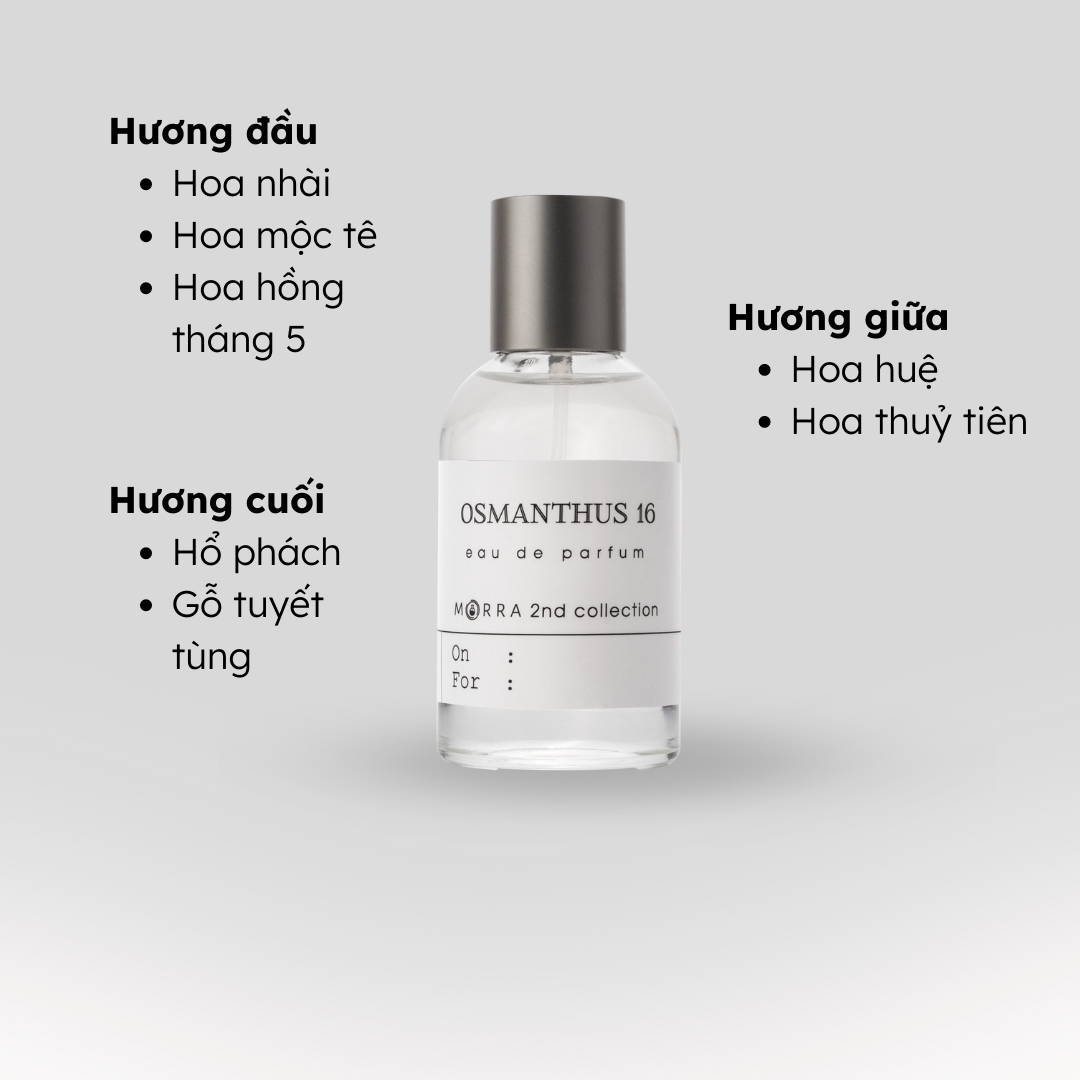 Hương đầu
• Hoa nhài
• Hoa mộc tê
• Hoa hồng
tháng 5
Hương giữa
• Hoa huệ
• Hoa thuỷ tiên
Hương cuối
• Hổ phách
• Gỗ tuyết
tùng
OSMANTHUS 16
eau de parfum
MORRA 2nd collection
On :
For :